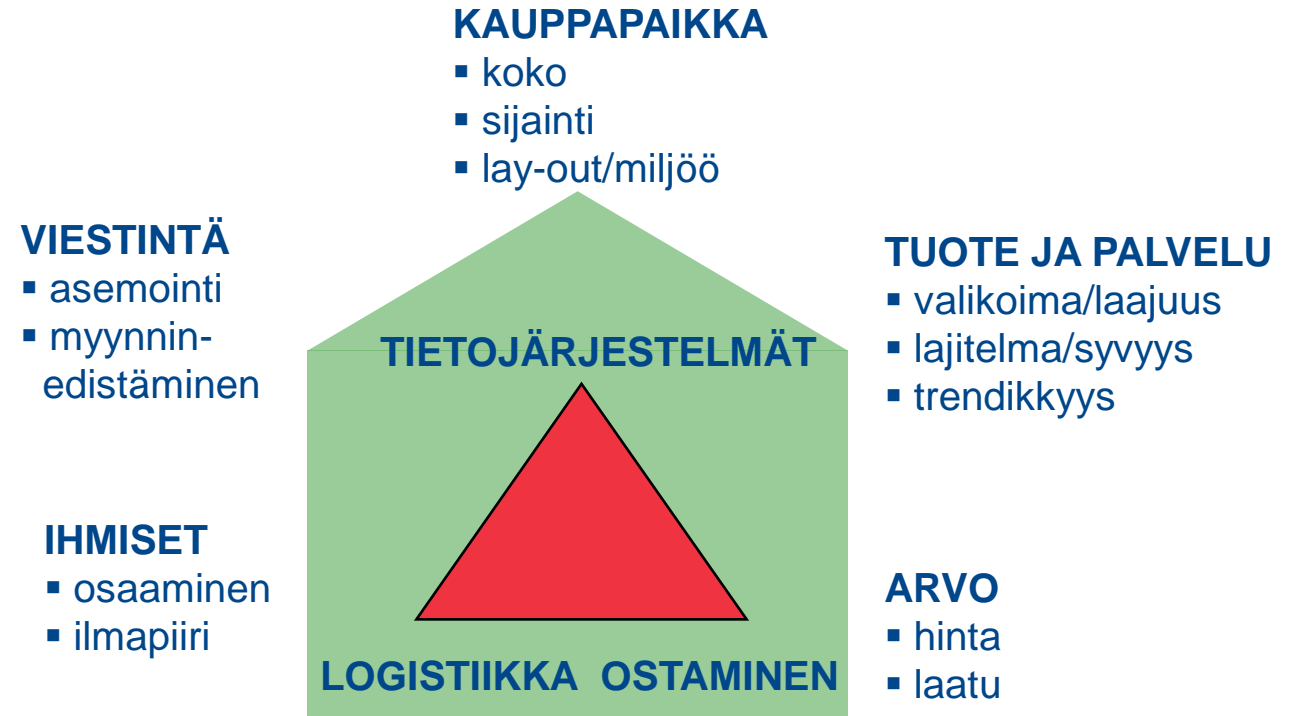 KAUPPAPAIKKA
▪ koko
▪ sijainti
▪ lay-out/miljöö
VIESTINTÄ
▪ asemointi
▪ myynnin-
edistäminen
TUOTE JA PALVELU
▪ valikoima/laajuus
▪ lajitelma/syvyys
▪ trendikkyys
TIETOJÄRJESTELMÄT
IHMISET
▪ osaaminen
▪ ilmapiiri
ARVO
▪ hinta
▪ laatu
LOGISTIIKKA OSTAMINEN